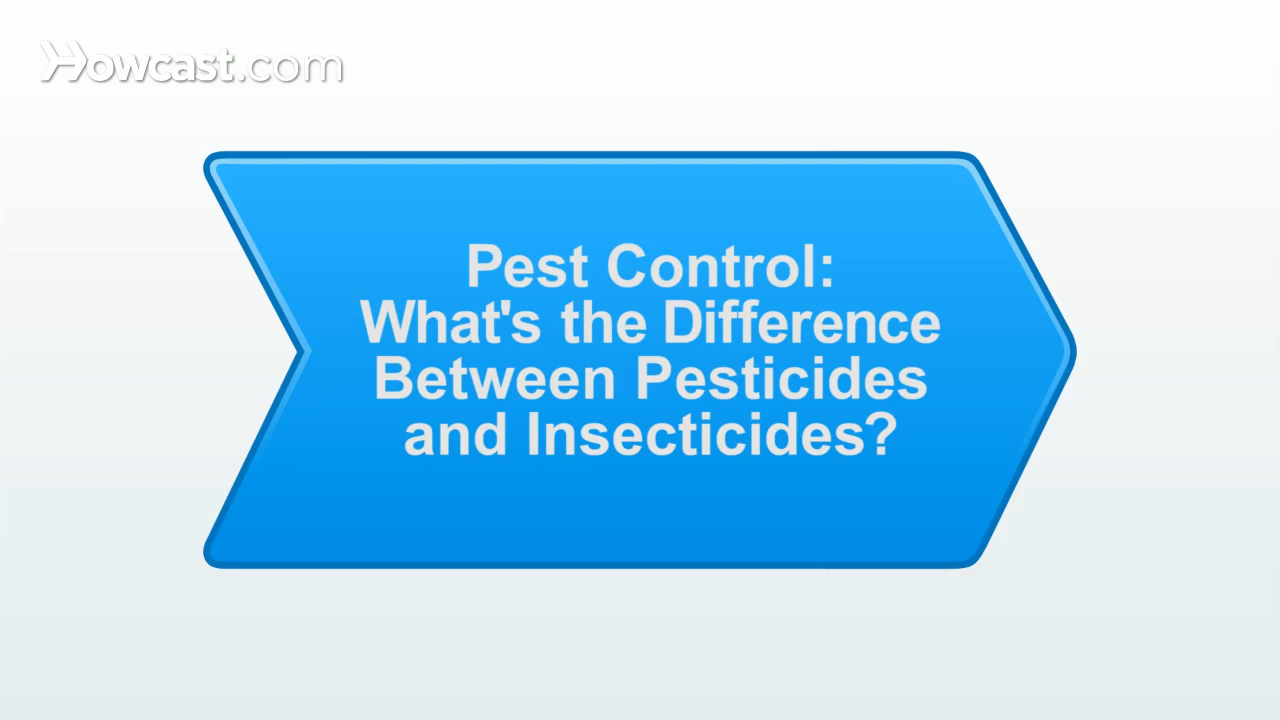 Howcast.com
Pest Control:
What's the Difference
Between Pesticides
and Insecticides?